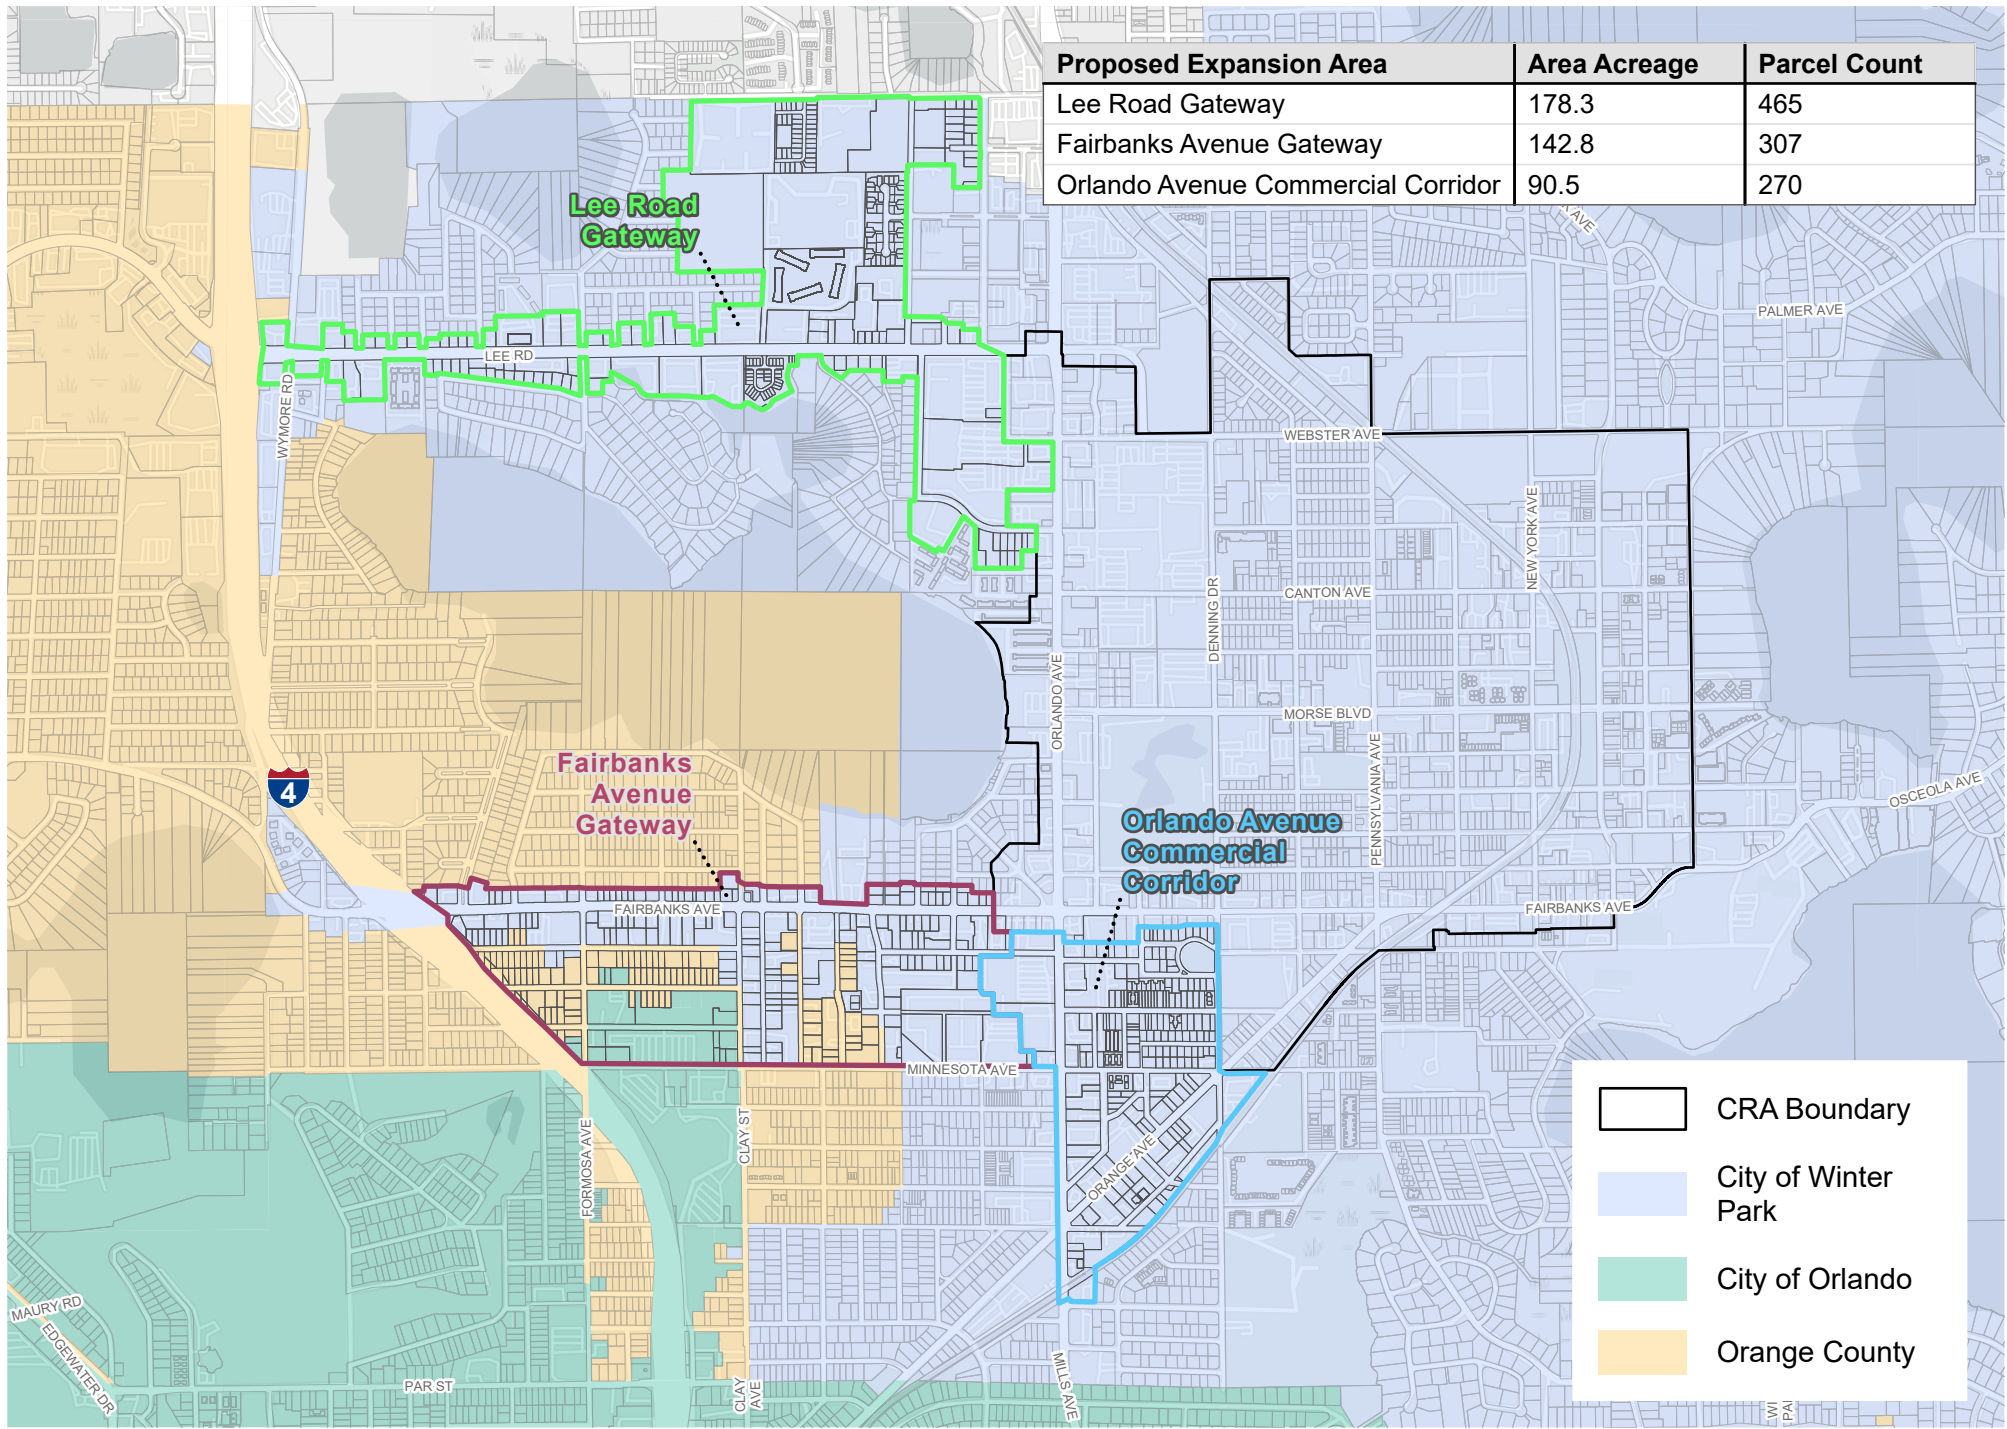 Proposed Expansion Area Area Acreage Parcel Count
Lee Road Gateway 178.3 465
Fairbanks Avenue Gateway 142.8 307
Orlando Avenue Commercial Corridor 90.5 270
AVE
Lee Road
Gateway
PALMER AVE
LEE RD
WYMORE RD
WEBSTER AVE
NEW YORK AVE
CANTON AVE
DENNING DR
ORLANDO AVE
MORSE BLVD
PENNSYLVANIA AVE
4
Fairbanks
Avenue
Gateway
OSCEOLA AVE
Orlando Avenue
Commercial
Corridor
FAIRBANKS AVE
FAIRBANKS AVE
MINNESOTA AVE
FORMOSA AVE
CLAY ST
ORANGE AVE
CRA Boundary
City of Winter
Park
City of Orlando
Orange County
MAURY RD
EDGEWATER DR
PAR ST
CLAY
AVE
MILLS AVE
WI
PA